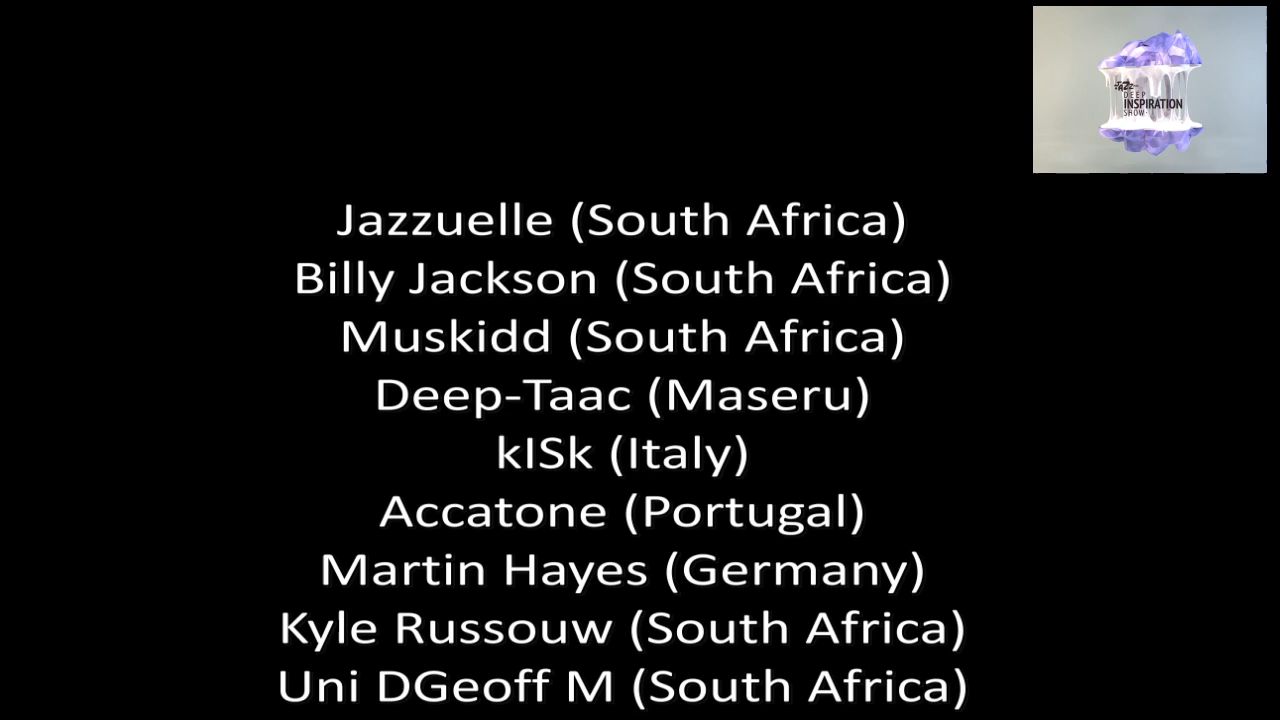 JAZZ
DEEP
INSPIRATION
SHOW
Jazzuelle (South Africa)
Billy Jackson (South Africa)
Muskidd (South Africa)
Deep-Taac (Maseru)
kISk (Italy)
Accatone (Portugal)
Martin Hayes (Germany)
Kyle Russouw (South Africa)
Uni DGeoff M (South Africa)